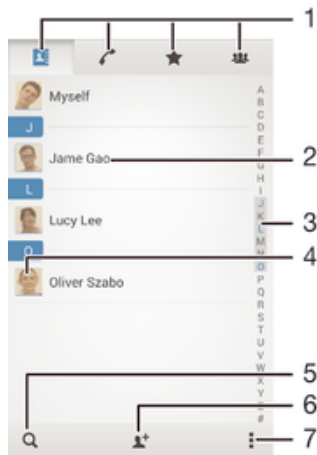 1
Myself
J
Jame Gao
2
L
Lucy Lee
3
O
4
Oliver Szabo
A
B
C
D
E
F
G
H
I
J
K
L
M
N
O
P
Q
R
S
T
U
V
W
X
Y
Z
#
5
6
7